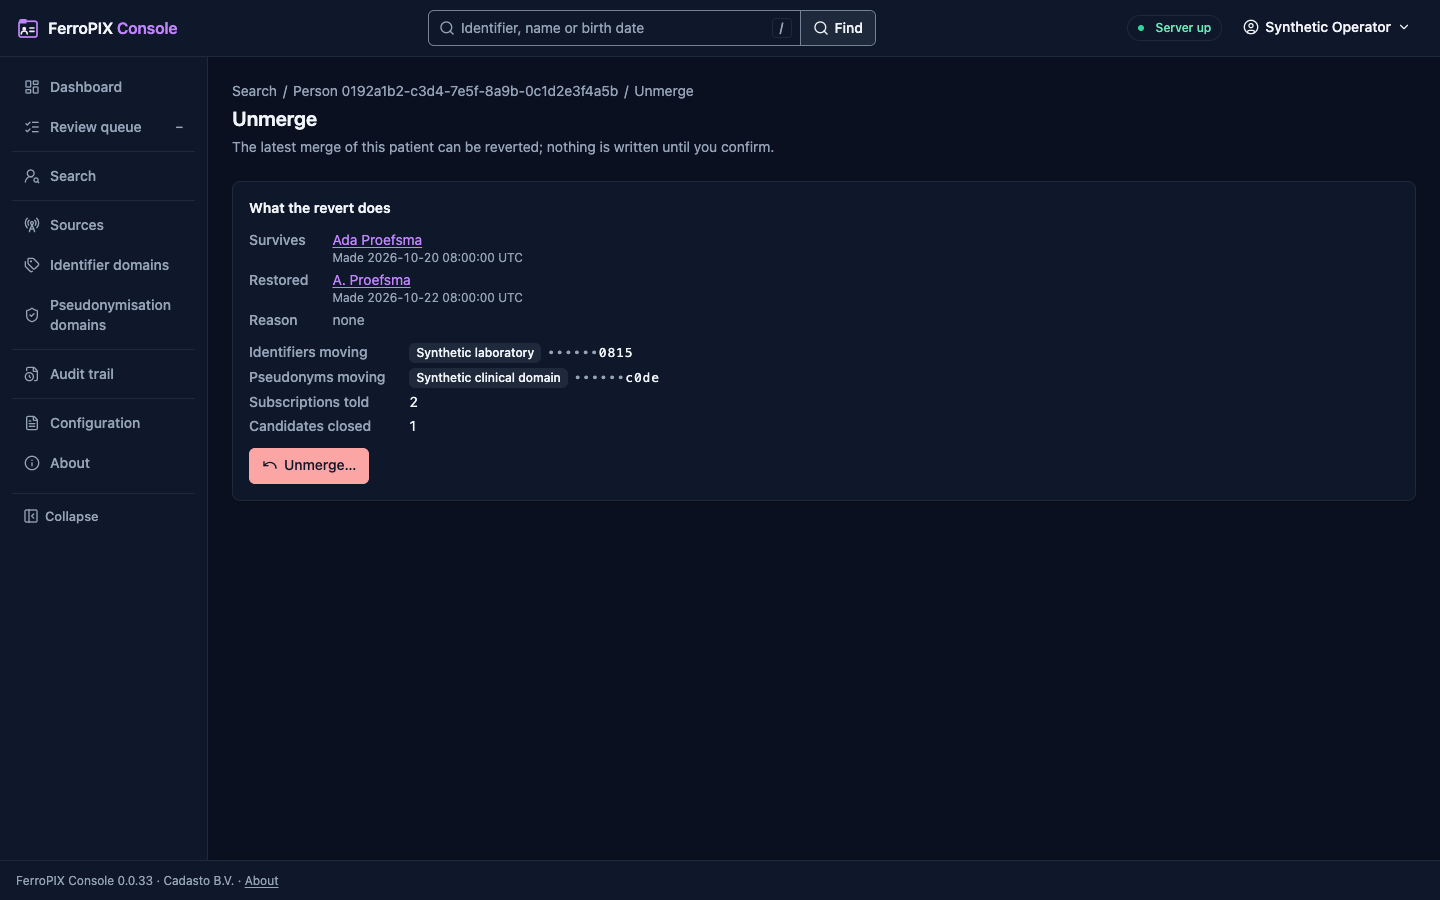 FerroPIX Console
Identifier, name or birth date
/
Find
Server up
Synthetic Operator
Dashboard
Review queue –
Search
Sources
Identifier domains
Pseudonymisation
domains
Audit trail
Configuration
About
Collapse
Search / Person 0192a1b2-c3d4-7e5f-8a9b-0c1d2e3f4a5b / Unmerge
Unmerge
The latest merge of this patient can be reverted; nothing is written until you confirm.
What the revert does
Survives Ada Proefsma
Made 2026-10-20 08:00:00 UTC
Restored A. Proefsma
Made 2026-10-22 08:00:00 UTC
Reason none
Identifiers moving Synthetic laboratory ••••••0815
Pseudonyms moving Synthetic clinical domain ••••••c0de
Subscriptions told 2
Candidates closed 1
Unmerge...
FerroPIX Console 0.0.33 · Cadasto B.V. · About